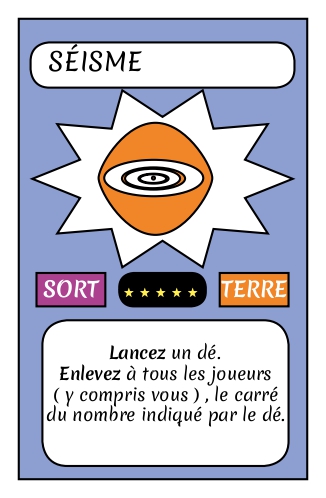 SÉISME
SORT
TERRE
Lancez un dé.
Enlevez à tous les joueurs
( y compris vous ) , le carré
du nombre indiqué par le dé.